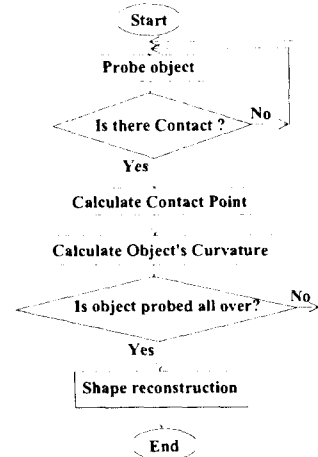 Start
Probe object
Is there Contact ?
No
Yes
Calculate Contact Point
Calculate Object's Curvature
Is object probed all over?
No
Yes
Shape reconstruction
End